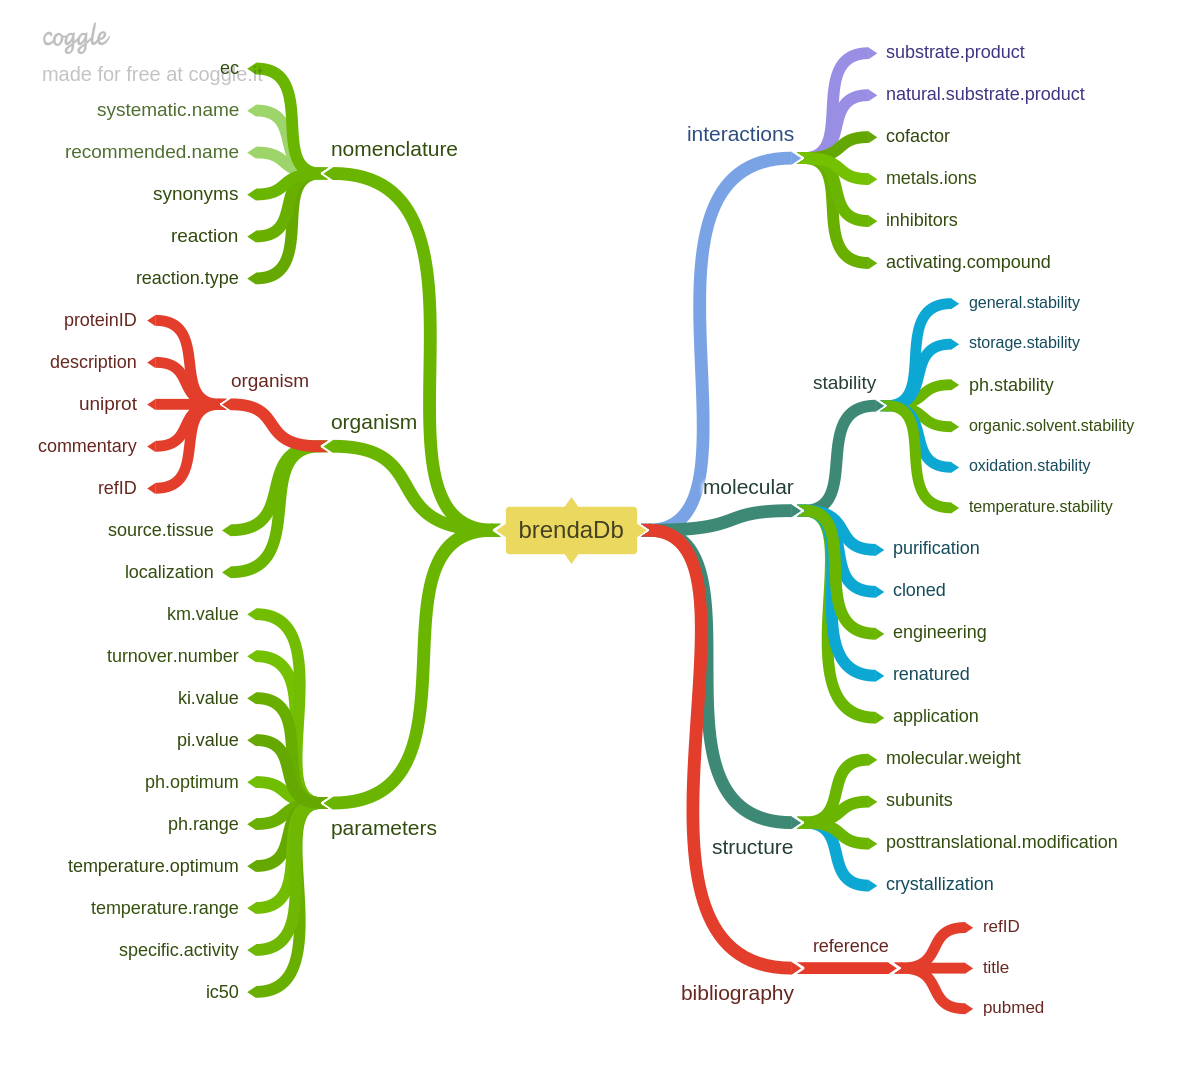 coggle
made for free at coggle.it
ec
systematic.name
recommended.name
synonyms
reaction
reaction.type
nomenclature
proteinID
description
uniprot
commentary
refID
organism
organism
source.tissue
localization
km.value
turnover.number
ki.value
pi.value
ph.optimum
ph.range
temperature.optimum
temperature.range
specific.activity
ic50
parameters
brendaDb
interactions
substrate.product
natural.substrate.product
cofactor
metals.ions
inhibitors
activating.compound
molecular
stability
general.stability
storage.stability
ph.stability
organic.solvent.stability
oxidation.stability
temperature.stability
purification
cloned
engineering
renatured
application
structure
molecular.weight
subunits
posttranslational.modification
crystallization
bibliography
reference
refID
title
pubmed